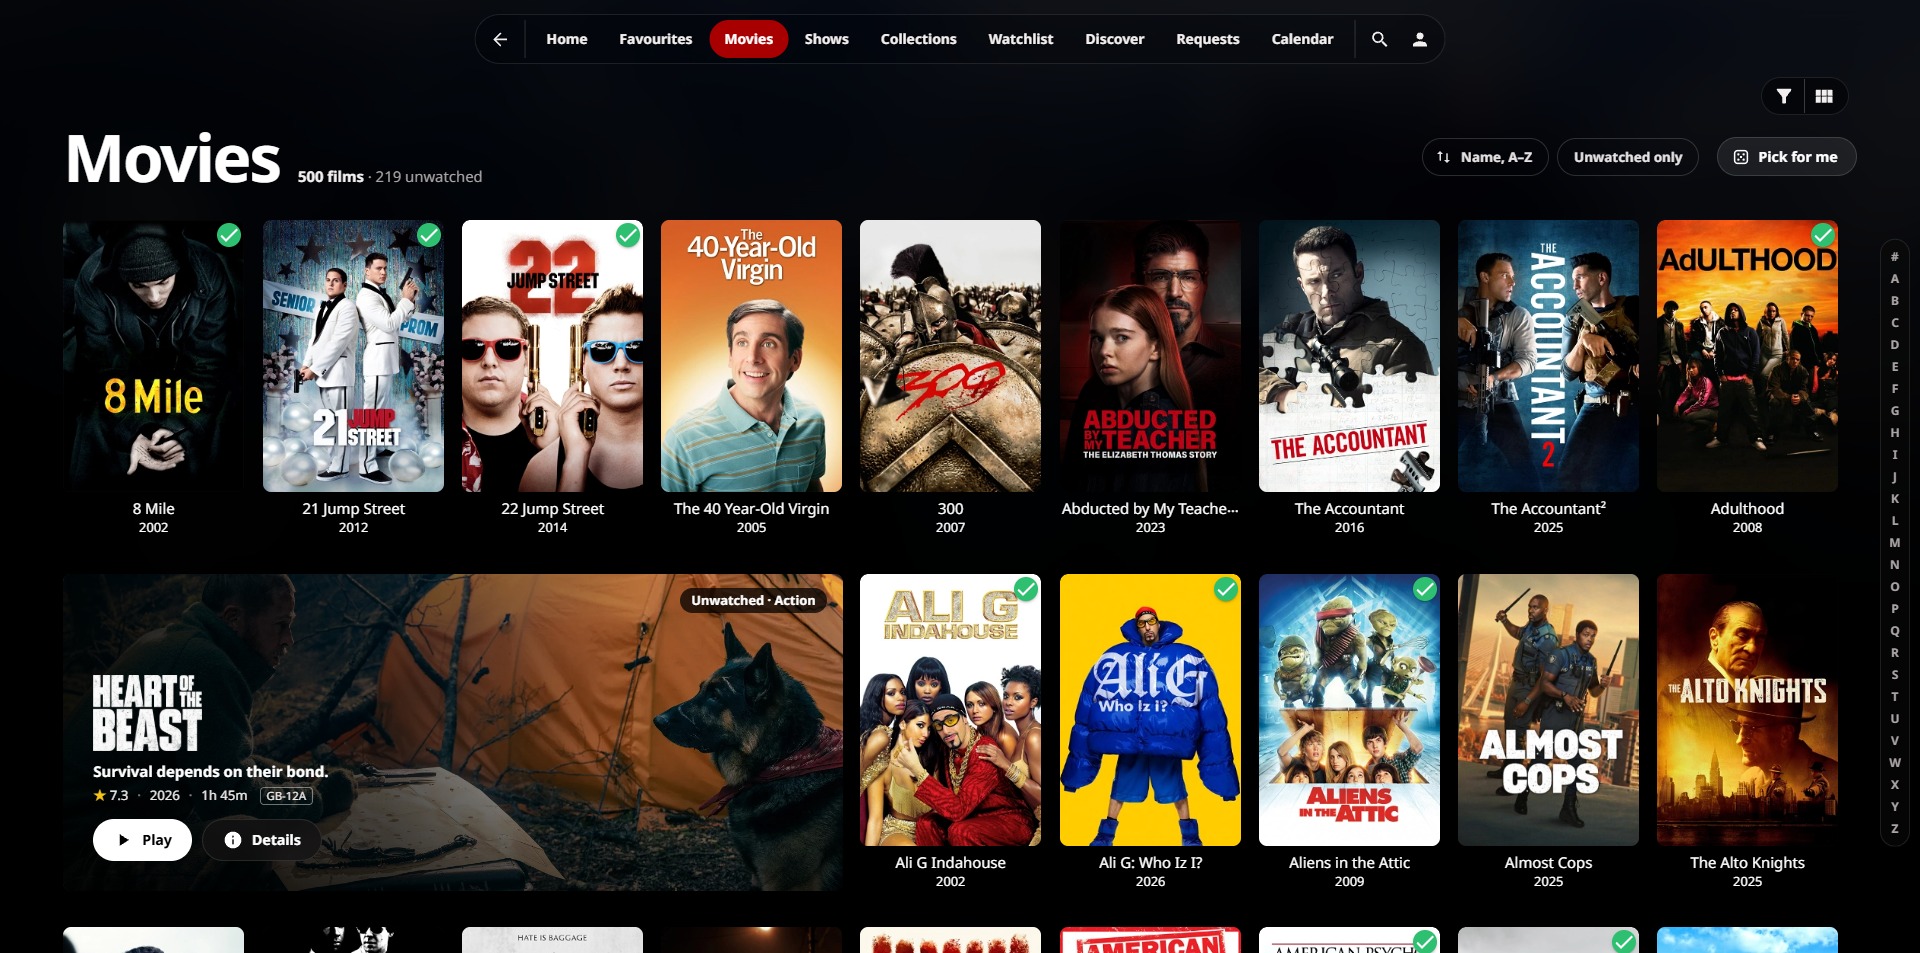 Home
Favourites
Movies
Shows
Collections
Watchlist
Discover
Requests
Calendar
Movies
500 films · 219 unwatched
Name, A–Z
Unwatched only
Pick for me
8 Mile
SENIOR
PROM
21 JUMP STREET
22
JUMP STREET
The
40-Year-Old
Virgin
300
ABDUCTED
BY MY TEACHER
THE ELIZABETH THOMAS STORY
THE ACCOUNTANT
THE ACCOUNTANT 2
AdULTHOOD
8 Mile
2002
21 Jump Street
2012
22 Jump Street
2014
The 40 Year-Old Virgin
2005
300
2007
Abducted by My Teache...
2023
The Accountant
2016
The Accountant²
2025
Adulthood
2008
#
A
B
C
D
E
F
G
H
I
J
K
L
M
N
O
P
Q
R
S
T
U
V
W
X
Y
Z
Unwatched · Action
HEART OF THE
BEAST
Survival depends on their bond.
7.3 · 2026 · 1h 45m GB-12A
Play
Details
ALI G
INDAHOUSE
Ali G
Who Iz I?
ALIENS
IN THE ATTIC
ALMOST
COPS
THE ALTO KNIGHTS
Ali G Indahouse
2002
Ali G: Who Iz I?
2026
Aliens in the Attic
2009
Almost Cops
2025
The Alto Knights
2025
HATE IS BAGGAGE
AMERICAN